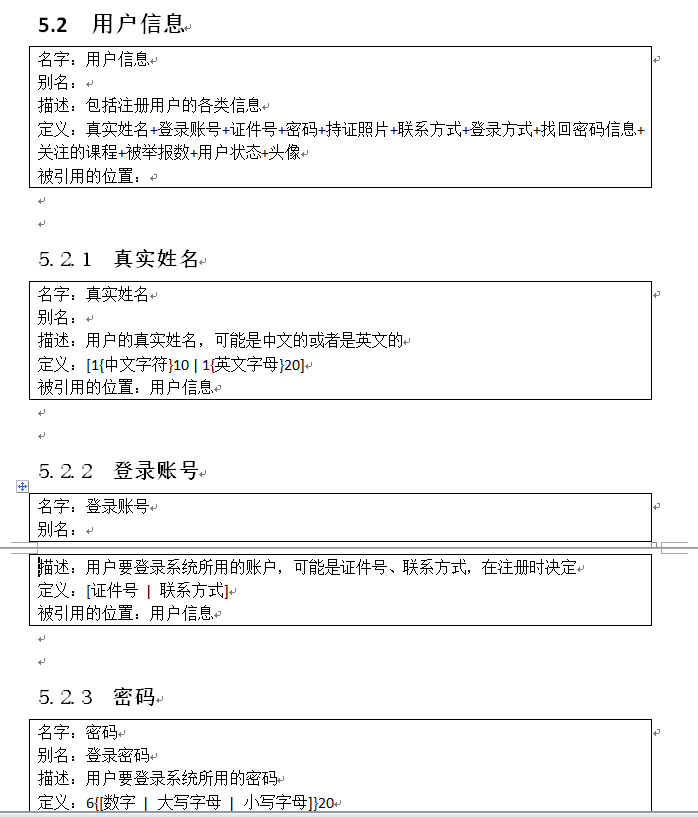 5.2 用户信息
名字：用户信息
别名：
描述：包括注册用户的各类信息
定义：真实姓名+登录账号+证件号+密码+持证照片+联系方式+登录方式+找回密码信息+
关注的课程+被举报数+用户状态+头像
被引用的位置：
5.2.1 真实姓名
名字：真实姓名
别名：
描述：用户的真实姓名，可能是中文的或者是英文的
定义：[1{中文字符}10 | 1{英文字母}20]
被引用的位置：用户信息
5.2.2 登录账号
名字：登录账号
别名：
描述：用户要登录系统所用的账户，可能是证件号、联系方式，在注册时决定
定义：[证件号 | 联系方式]
被引用的位置：用户信息
5.2.3 密码
名字：密码
别名：登录密码
描述：用户要登录系统所用的密码
定义：6{[数字 | 大写字母 | 小写字母]}20